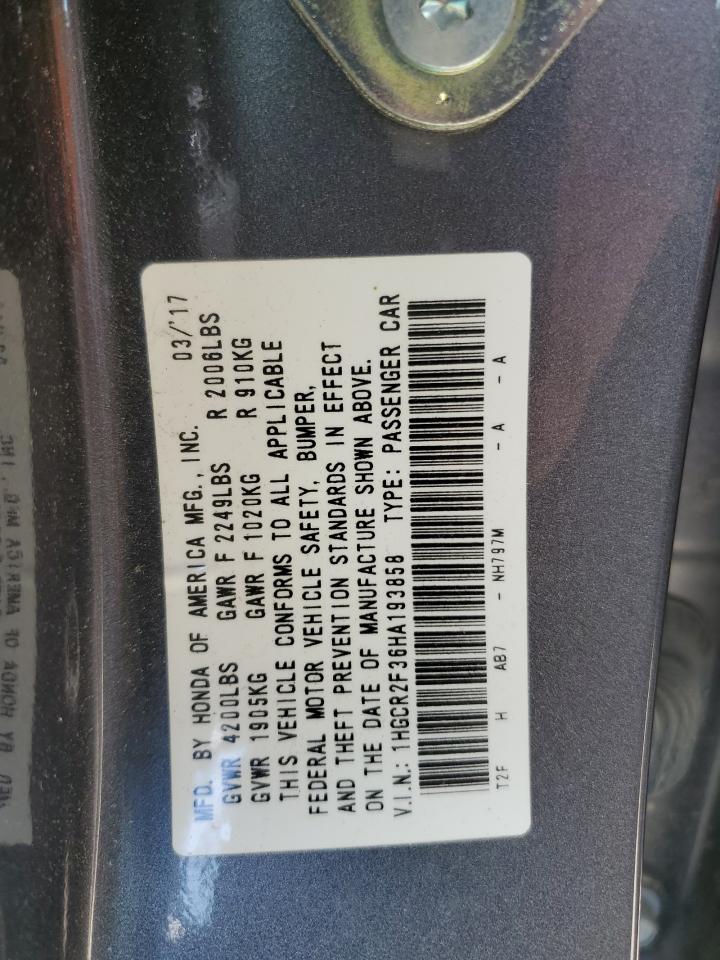 MFD. BY HONDA OF AMERICA MFG., INC. 03/'17
GVWR 4200LBS GAWR F 2249LBS R 2006LBS
GVWR 1905KG GAWR F 1020KG R 910KG
THIS VEHICLE CONFORMS TO ALL APPLICABLE
FEDERAL MOTOR VEHICLE SAFETY, BUMPER,
AND THEFT PREVENTION STANDARDS IN EFFECT
ON THE DATE OF MANUFACTURE SHOWN ABOVE.
V.I.N.: 1HGCR2F36HA193858 TYPE: PASSENGER CAR
T2F H AB7 - NH797M - A - A